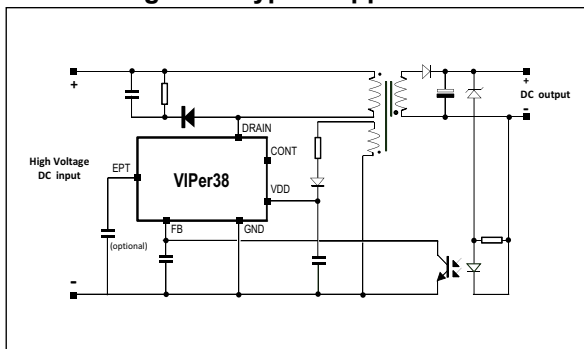 +
+
DC output
-
DRAIN
CONT
High Voltage
DC input
EPT
VIPer38
VDD
FB
GND
(optional)
-